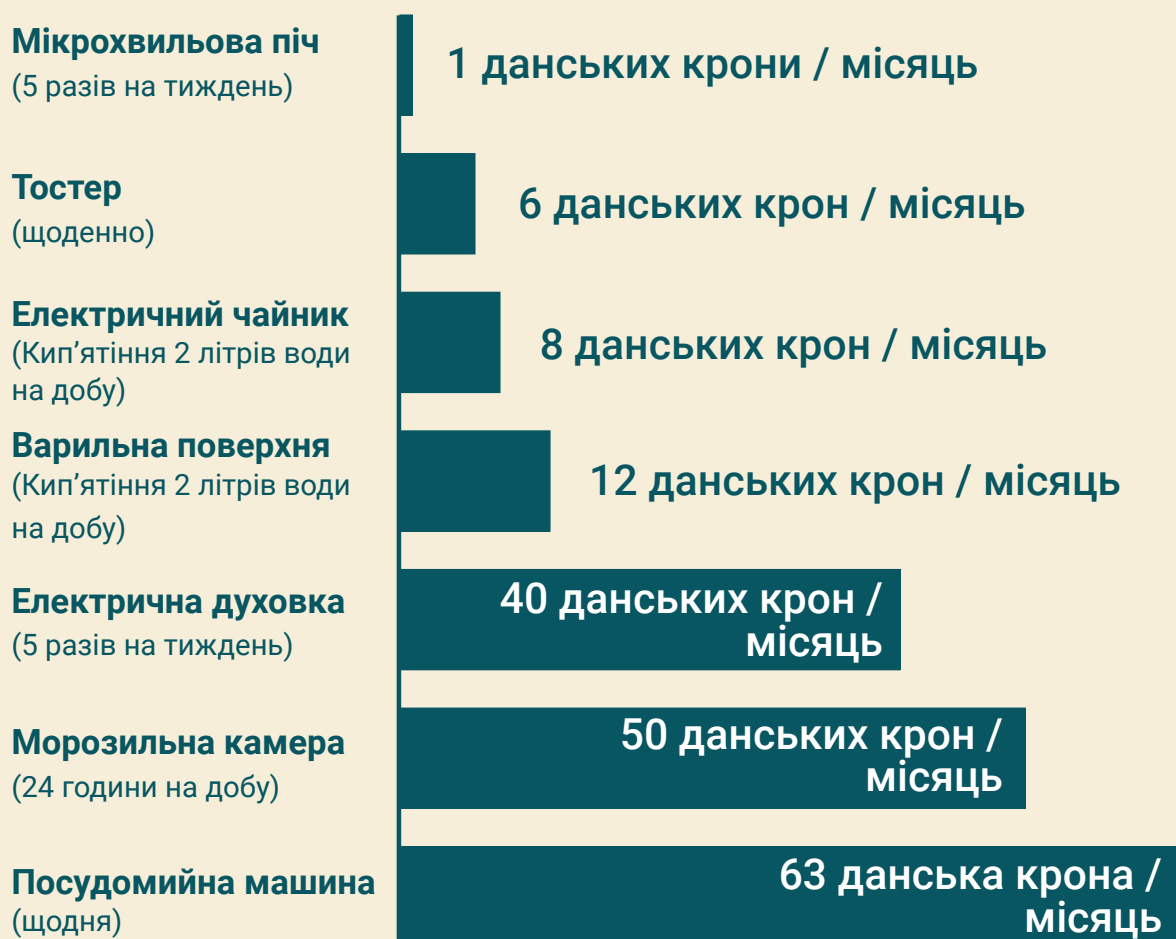 Мікрохвильова піч
(5 разів на тиждень)
1 данських крони / місяць
Тостер
(щоденно)
6 данських крон / місяць
Електричний чайник
(Кип’ятіння 2 літрів води
на добу)
8 данських крон / місяць
Варильна поверхня
(Кип’ятіння 2 літрів води
на добу)
12 данських крон / місяць
Електрична духовка
(5 разів на тиждень)
40 данських крон /
місяць
Морозильна камера
(24 години на добу)
50 данських крон /
місяць
Посудомийна машина
(щодня)
63 данська крона /
місяць